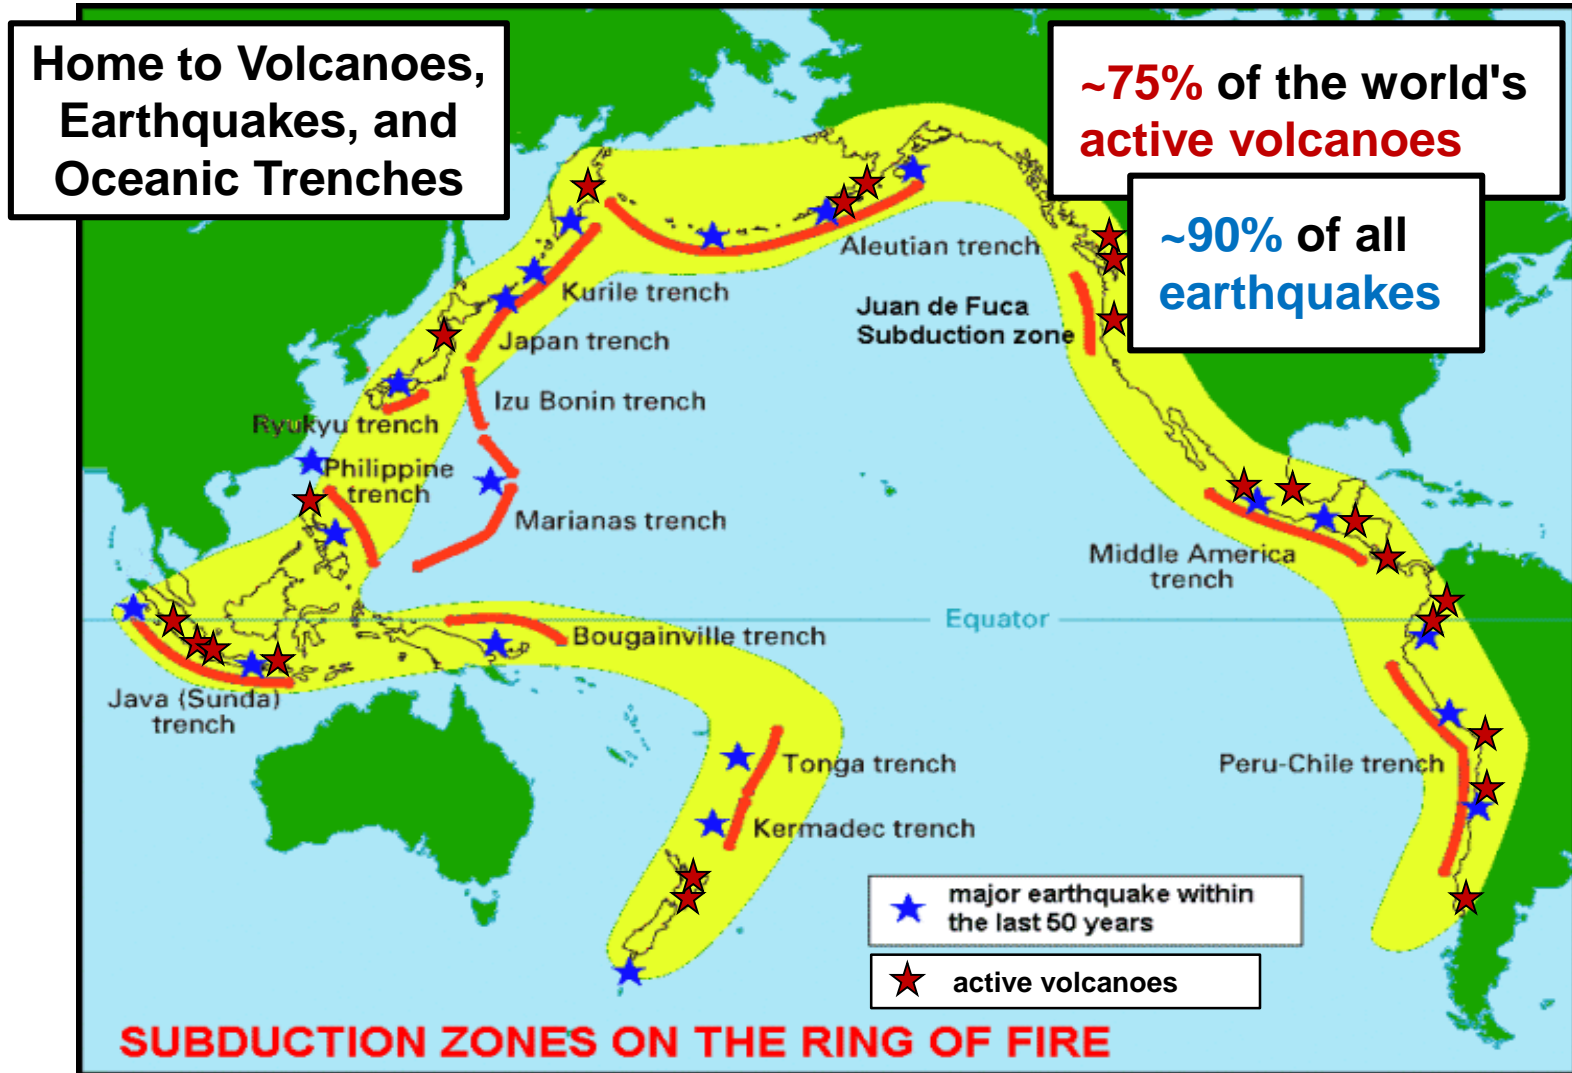 Home to Volcanoes,
Earthquakes, and
Oceanic Trenches
~75% of the world's
active volcanoes
~90% of all
earthquakes
Aleutian trench
Kurile trench
Juan de Fuca
Subduction zone
Japan trench
Izu Bonin trench
Ryukyu trench
Philippine
trench
Marianas trench
Middle America
trench
Equator
Bougainville trench
Java (Sunda)
trench
Tonga trench
Peru-Chile trench
Kermadec trench
major earthquake within
the last 50 years
active volcanoes
SUBDUCTION ZONES ON THE RING OF FIRE